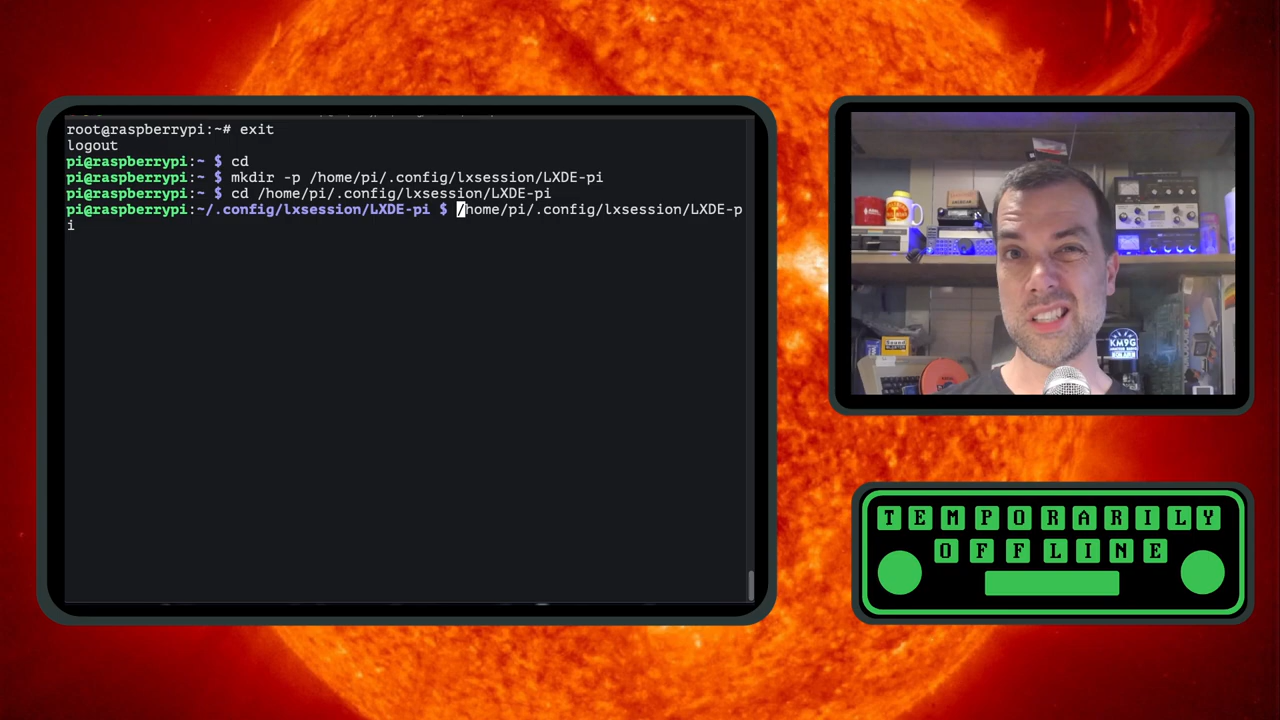 root@raspberrypi:~# exit
logout
pi@raspberrypi:~ $ cd
pi@raspberrypi:~ $ mkdir -p /home/pi/.config/lxsession/LXDE-pi
pi@raspberrypi:~ $ cd /home/pi/.config/lxsession/LXDE-pi
pi@raspberrypi:~/.config/lxsession/LXDE-pi $ /home/pi/.config/lxsession/LXDE-p
i
Sound
KM9G
TEMPORARILY
OFFLINE